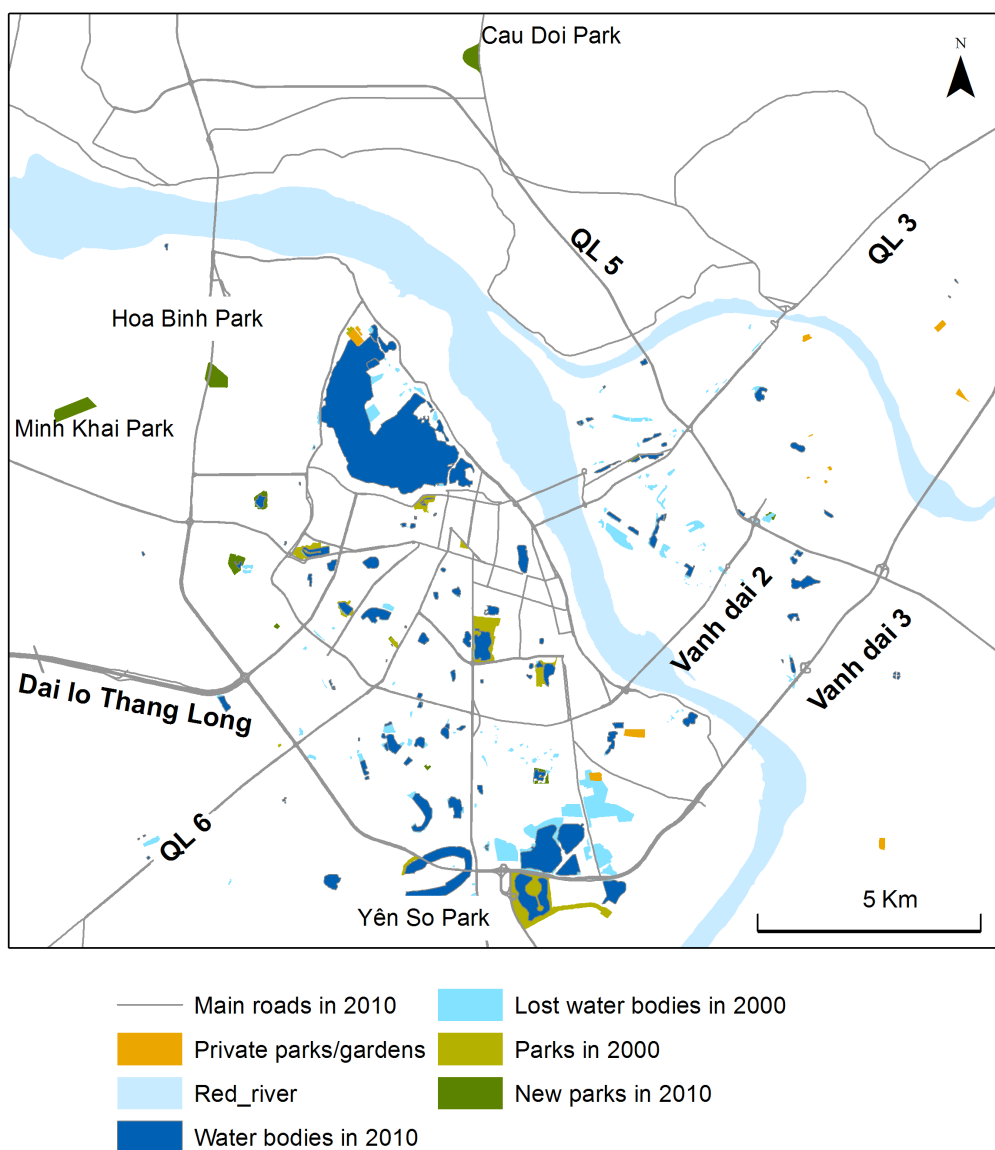 Cau Doi Park
N
QL 5
QL 3
Hoa Binh Park
Minh Khai Park
Vanh dai 2
Vanh dai 3
Dai lo Thang Long
QL 6
Yên So Park
5 Km
Main roads in 2010
Lost water bodies in 2000
Private parks/gardens
Parks in 2000
Red_river
New parks in 2010
Water bodies in 2010